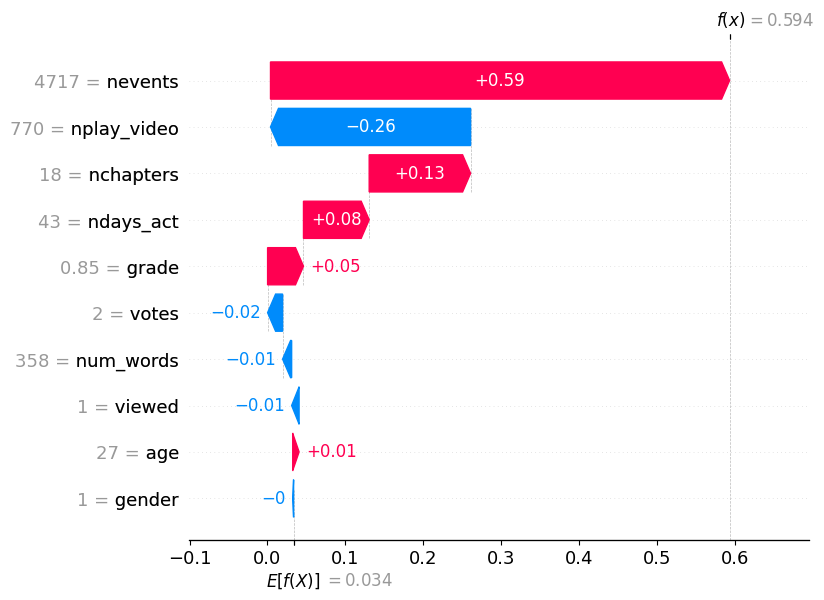 f(x) = 0.594
4717 = nevents
+0.59
770 = nplay_video
−0.26
18 = nchapters
+0.13
43 = ndays_act
+0.08
0.85 = grade
+0.05
2 = votes
−0.02
358 = num_words
−0.01
1 = viewed
−0.01
27 = age
+0.01
1 = gender
−0
−0.1 0.0 0.1 0.2 0.3 0.4 0.5 0.6
E[f(X)] = 0.034